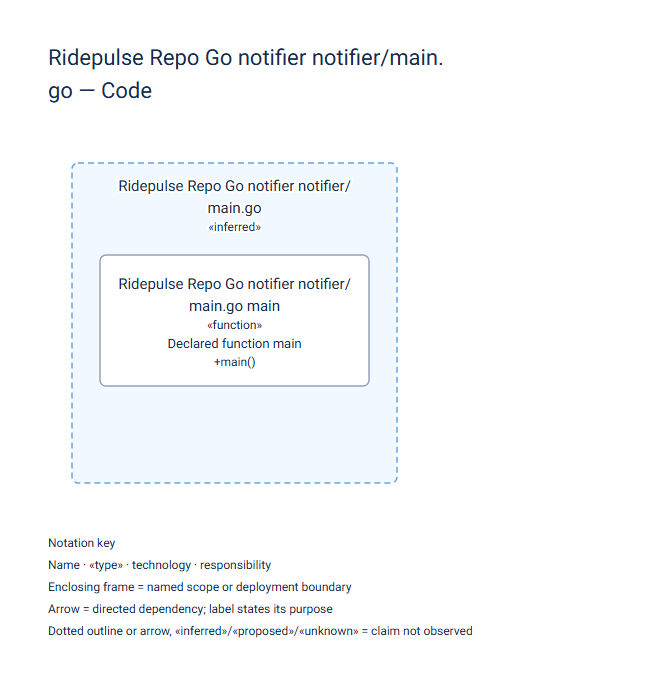 Ridepulse Repo Go notifier notifier/main.
go — Code
Ridepulse Repo Go notifier notifier/
main.go
«inferred»
Ridepulse Repo Go notifier notifier/
main.go main
«function»
Declared function main
+main()
Notation key
Name · «type» · technology · responsibility
Enclosing frame = named scope or deployment boundary
Arrow = directed dependency; label states its purpose
Dotted outline or arrow, «inferred»/«proposed»/«unknown» = claim not observed